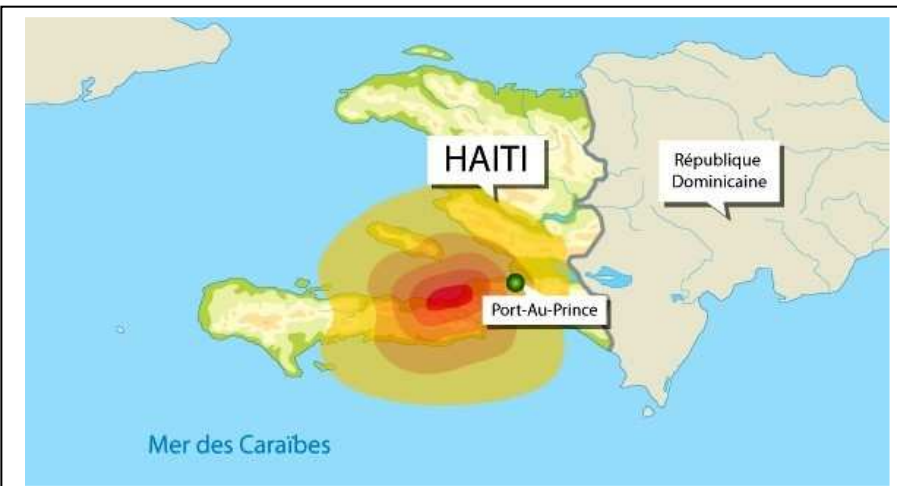 HAITI
République
Dominicaine
Port-Au-Prince
Mer des Caraïbes